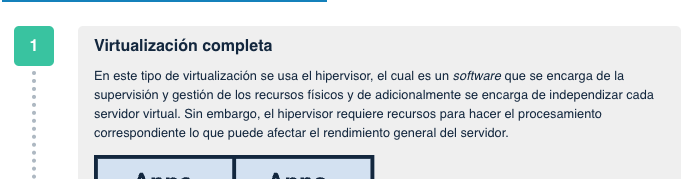 1
Virtualización completa
En este tipo de virtualización se usa el hipervisor, el cual es un software que se encarga de la
supervisión y gestión de los recursos físicos y de adicionalmente se encarga de independizar cada
servidor virtual. Sin embargo, el hipervisor requiere recursos para hacer el procesamiento
correspondiente lo que puede afectar el rendimiento general del servidor.
Apps Apps